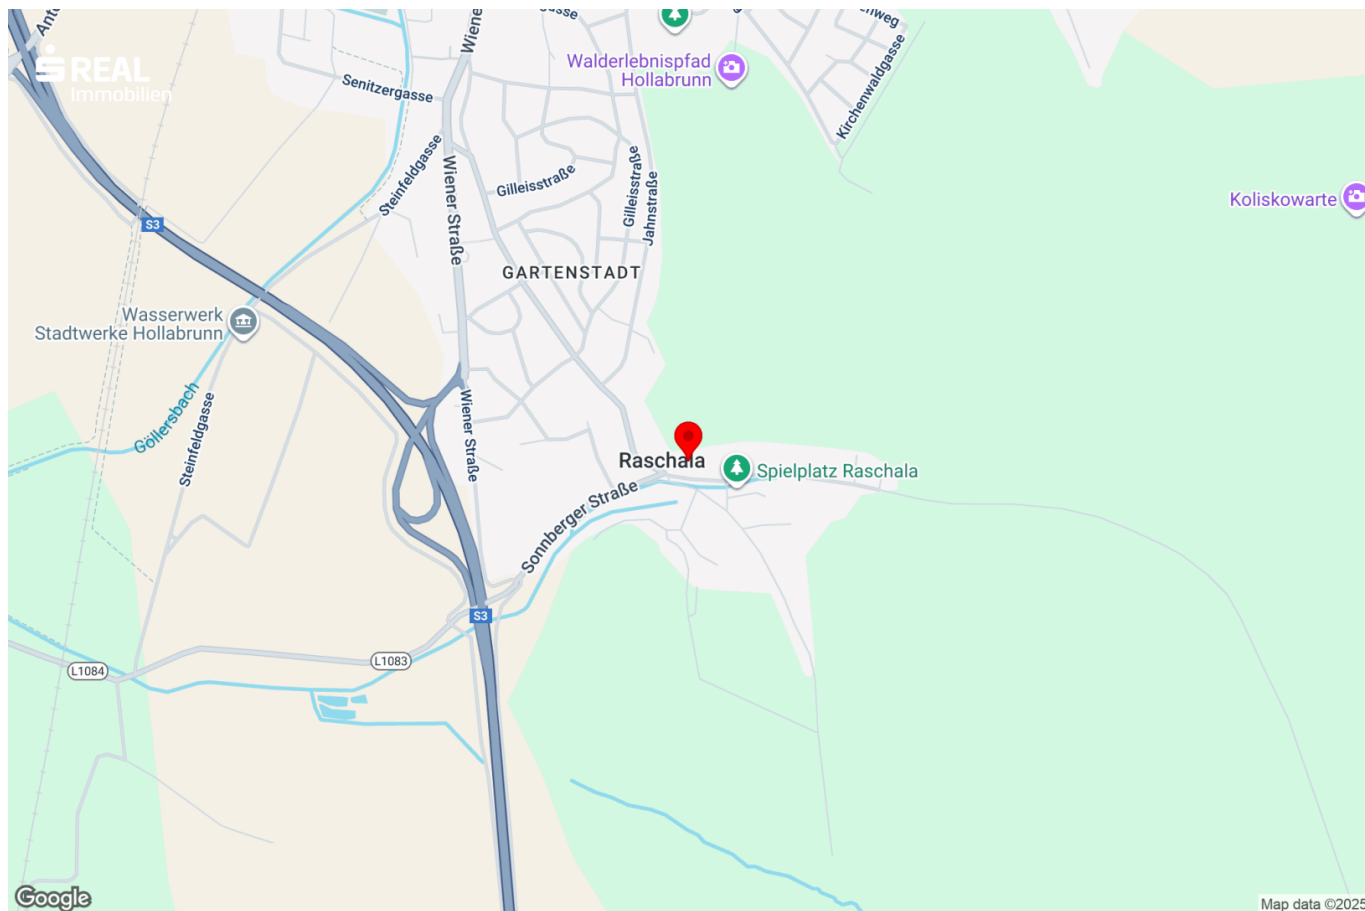 Wiene
Senitzergasse
REAL
Immobilien
Walderlebnispfad
Hollabrunn
Kirchenwaldgasse
Steinfeldgasse
Wiener Straße
Gilleisstraße
Gilleisstraße
Jahnstraße
Koliskowarte
S3
GARTENSTADT
Wasserwerk
Stadtwerke Hollabrunn
Göllersbach
Steinfeldgasse
Wiener Straße
Raschala
Spielplatz Raschala
Sonnberger Straße
S3
L1083
L1084
Google
Map data ©2025